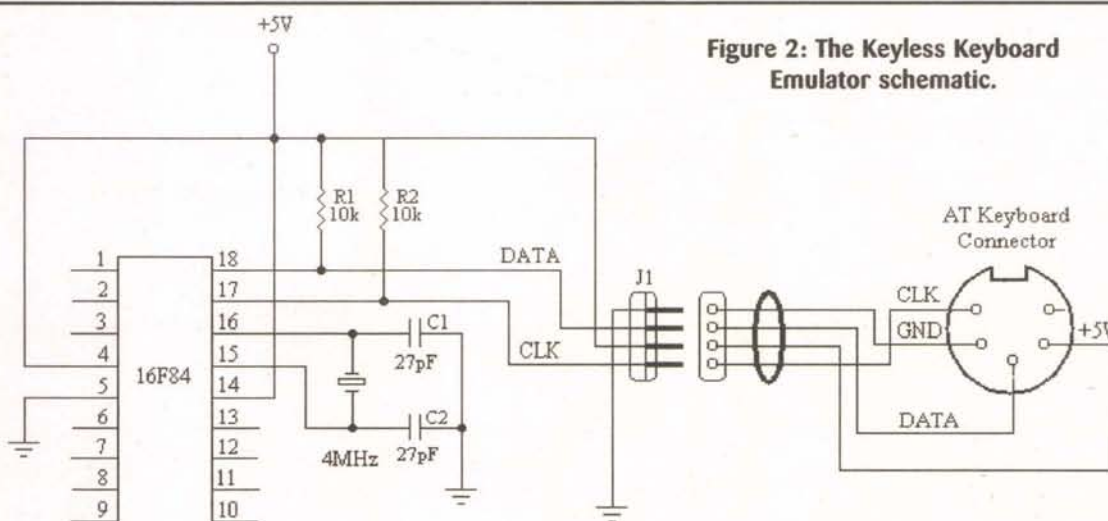 +5V
Figure 2: The Keyless Keyboard
Emulator schematic.
R1
10k
R2
10k
AT Keyboard
Connector
1
2
3
4
5
6
7
8
9
16F84
18
17
16
15
14
13
12
11
10
DATA
CLK
J1
C1
27pF
C2
27pF
4MHz
CLK
GND
+5V
DATA